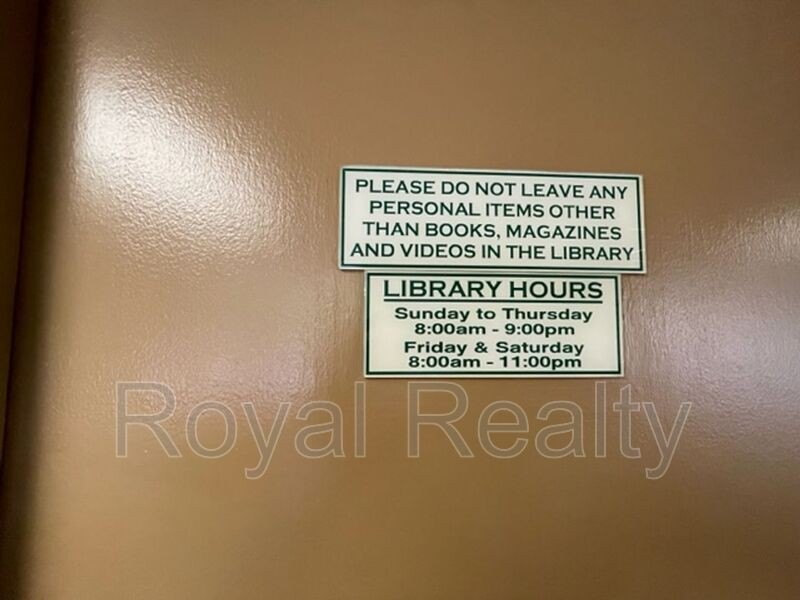 PLEASE DO NOT LEAVE ANY
PERSONAL ITEMS OTHER
THAN BOOKS, MAGAZINES
AND VIDEOS IN THE LIBRARY
LIBRARY HOURS
Sunday to Thursday
8:00am - 9:00pm
Friday & Saturday
8:00am - 11:00pm
Royal Realty